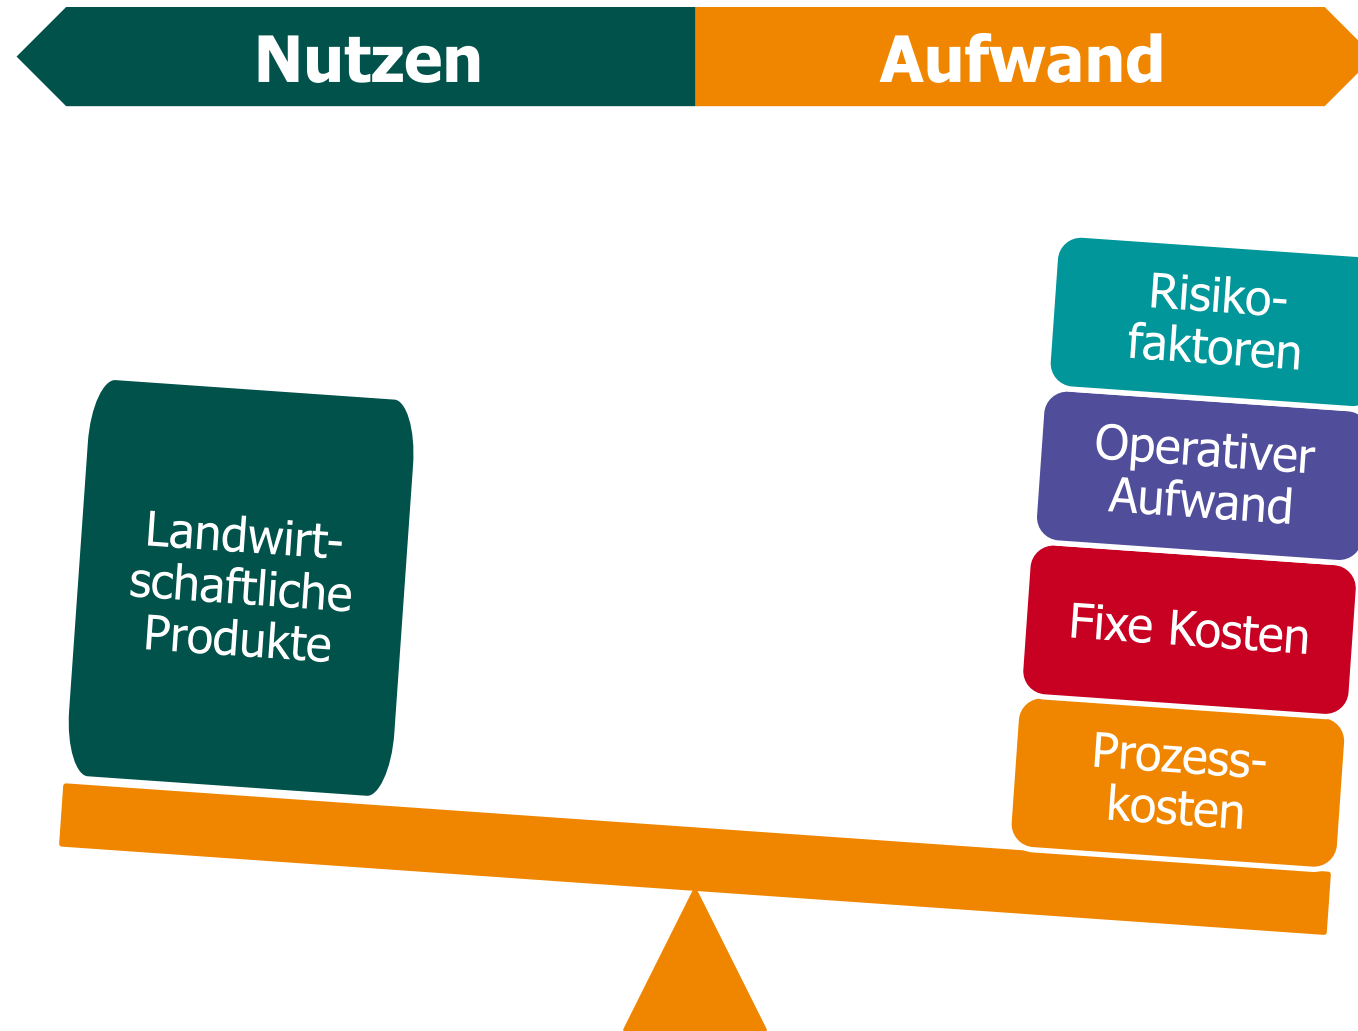 Nutzen
Aufwand
Risiko-
faktoren
Operativer
Aufwand
Landwirt-
schaftliche
Produkte
Fixe Kosten
Prozess-
kosten